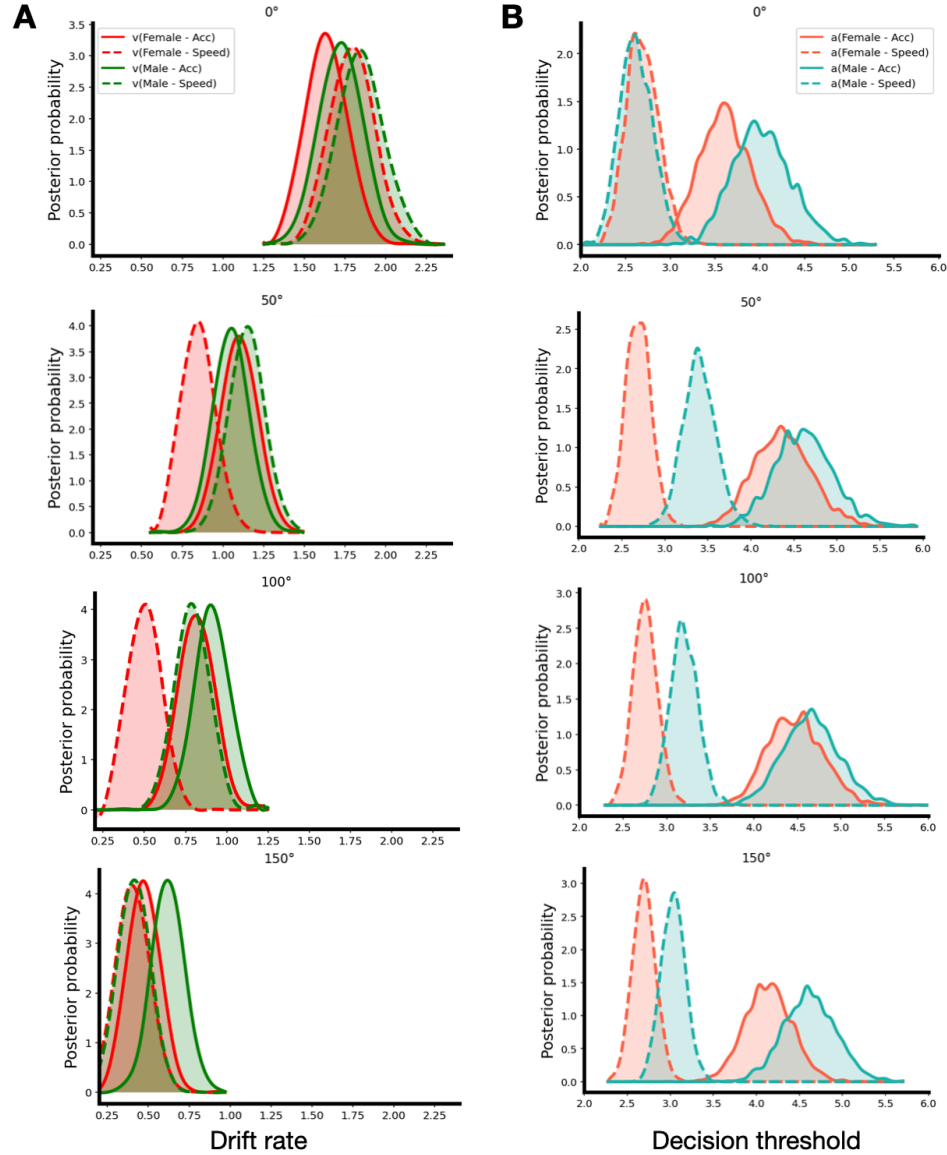 A
B
0°
0°
v(Female - Acc)
v(Female - Speed)
v(Male - Acc)
v(Male - Speed)
a(Female - Acc)
a(Female - Speed)
a(Male - Acc)
a(Male - Speed)
Posterior probability
3.5
3.0
2.5
2.0
1.5
1.0
0.5
0.0
0.25 0.50 0.75 1.00 1.25 1.50 1.75 2.00 2.25
Posterior probability
2.0
1.5
1.0
0.5
0.0
2.0 2.5 3.0 3.5 4.0 4.5 5.0 5.5 6.0
50°
Posterior probability
4.0
3.5
3.0
2.5
2.0
1.5
1.0
0.5
0.0
0.25 0.50 0.75 1.00 1.25 1.50 1.75 2.00 2.25
50°
Posterior probability
2.5
2.0
1.5
1.0
0.5
0.0
2.0 2.5 3.0 3.5 4.0 4.5 5.0 5.5 6.0
100°
Posterior probability
4
3
2
1
0
0.25 0.50 0.75 1.00 1.25 1.50 1.75 2.00 2.25
100°
Posterior probability
3.0
2.5
2.0
1.5
1.0
0.5
0.0
2.0 2.5 3.0 3.5 4.0 4.5 5.0 5.5 6.0
150°
Posterior probability
4
3
2
1
0
0.25 0.50 0.75 1.00 1.25 1.50 1.75 2.00 2.25
150°
Posterior probability
3.0
2.5
2.0
1.5
1.0
0.5
0.0
2.0 2.5 3.0 3.5 4.0 4.5 5.0 5.5 6.0
Drift rate
Decision threshold